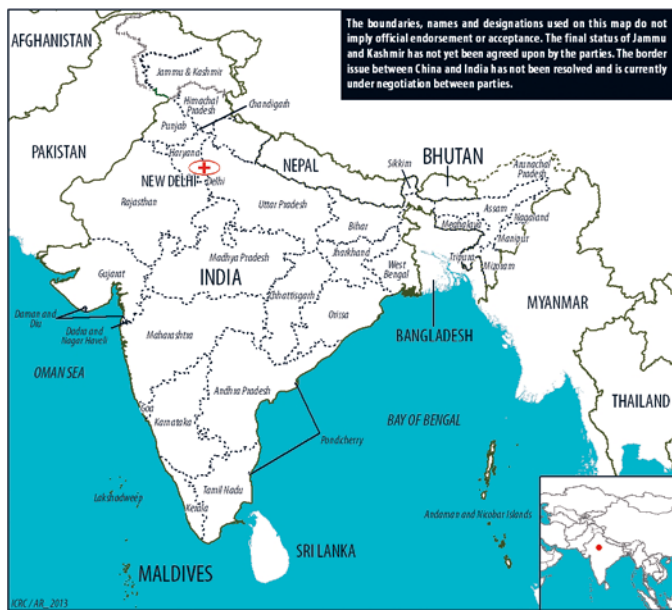 The boundaries, names and designations used on this map do not
imply official endorsement or acceptance. The final status of Jammu
and Kashmir has not yet been agreed upon by the parties. The border
issue between China and India has not been resolved and is currently
under negotiation between parties.
AFGHANISTAN
Jammu & Kashmir
Himachal
Pradesh
Chandigarh
Punjab
PAKISTAN
Haryana
NEW DELHI
Delhi
NEPAL
BHUTAN
Sikkim
Arunachal
Pradesh
Rajasthan
Uttar Pradesh
Assam
Nagaland
Meghalaya
Manipur
Bihar
Tripura
Mizoram
Jharkhand
West
Bengal
Gujarat
Madhya Pradesh
INDIA
Chhattisgarh
Orissa
MYANMAR
BANGLADESH
Daman and
Diu
Dadra and
Nagar Haveli
Maharashtra
OMAN SEA
THAILAND
Andhra Pradesh
Goa
Karnataka
BAY OF BENGAL
Pondicherry
Lakshadweep
Tamil Nadu
Kerala
Andaman and Nicobar Islands
SRI LANKA
MALDIVES
ICRC / AR_2013